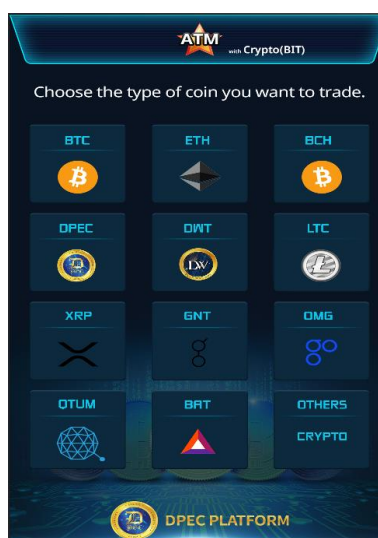 ATM
with Crypto(BIT)
Choose the type of coin you want to trade.
BTC ETH BCH
DPEC DWT LTC
DW
XRP GNT OMG
QTUM BAT OTHERS
CRYPTO
DPEC PLATFORM